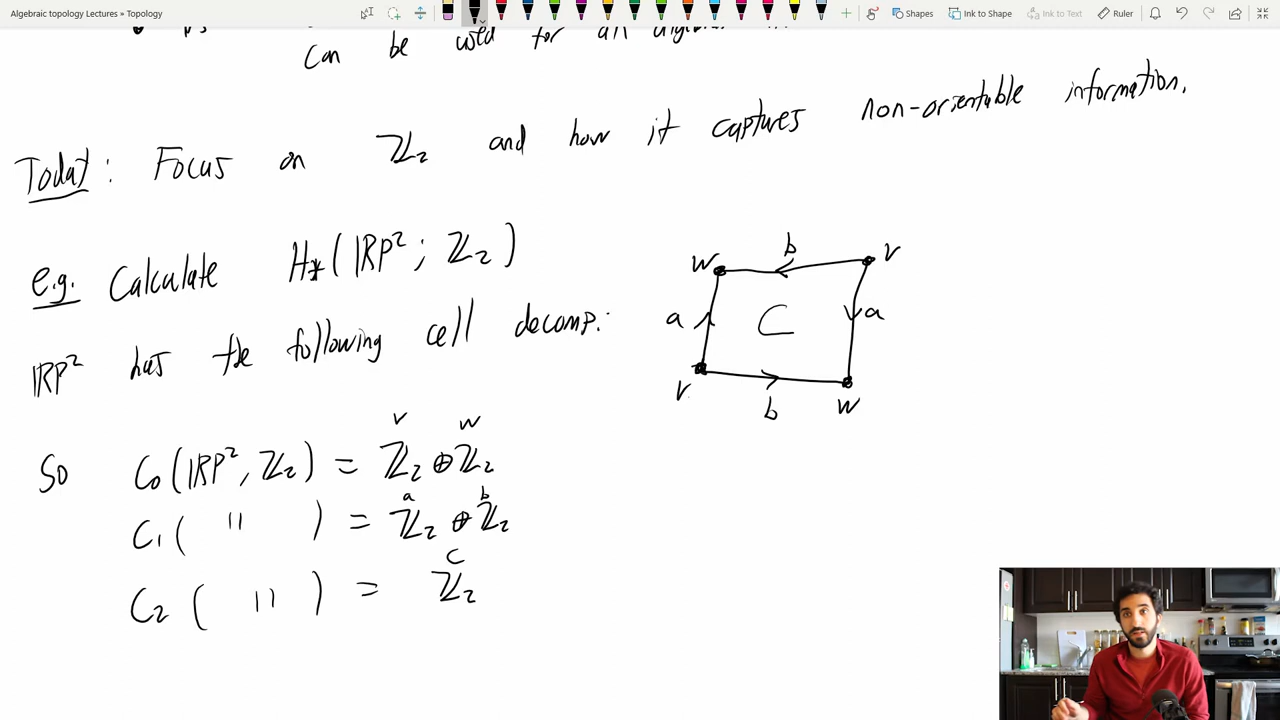 Algebraic topology Lectures » Topology
Shapes Ink to Shape Ink to Text Ruler
Can be used for an
Today: Focus on ℤ₂ and how it captures non-orientable information.
e.g. Calculate H_*(ℝP²; ℤ₂)
ℝP² has the following cell decomp:
w b v
a C a
v b w
v w
So C₀(ℝP², ℤ₂) = ℤ₂ ⊕ ℤ₂
a b
C₁( " ) = ℤ₂ ⊕ ℤ₂
C
C₂( " ) = ℤ₂